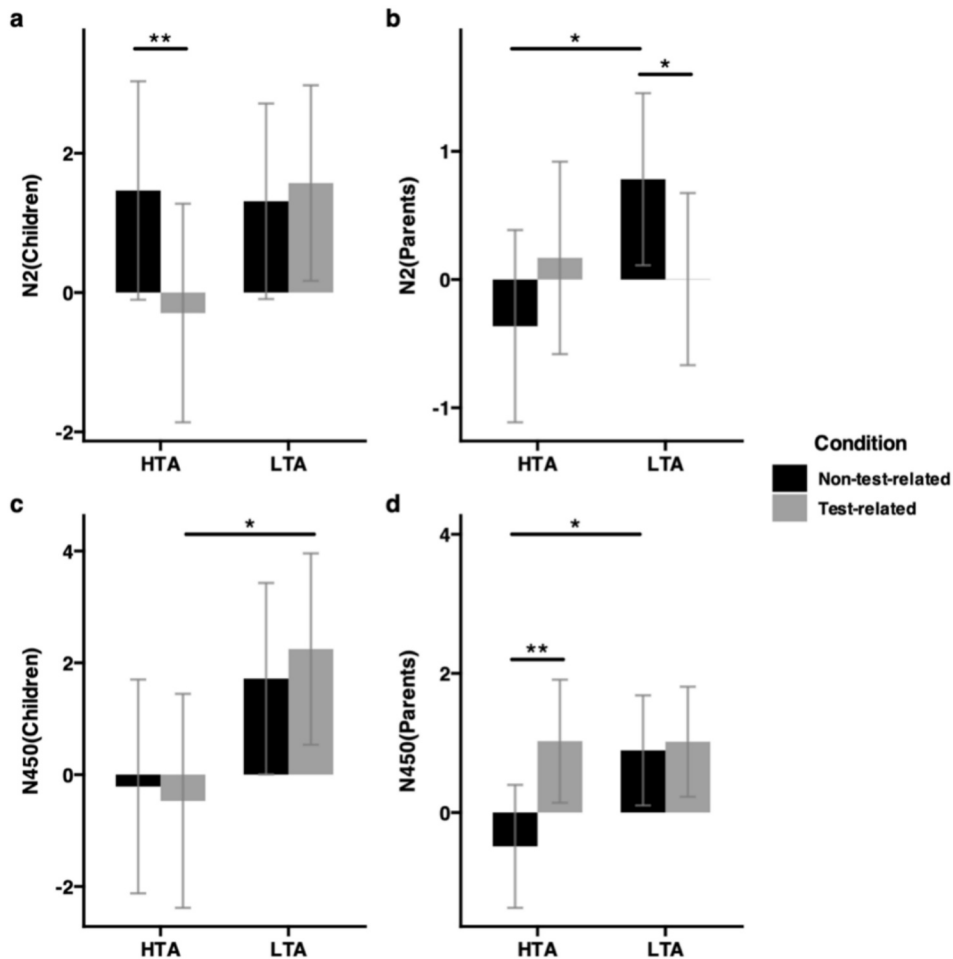 a
**
N2(Children)
2
0
-2
HTA LTA
b
*
*
N2(Parents)
1
0
-1
HTA LTA
Condition
Non-test-related
Test-related
c
*
N450(Children)
4
2
0
-2
HTA LTA
d
*
**
N450(Parents)
4
2
0
HTA LTA